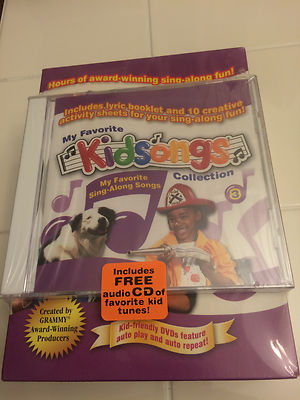 Hours of award-winning sing-along fun!
Includes lyric booklet and 10 creative
activity sheets for your sing-along fun!
My Favorite
Kidsongs
Collection
My Favorite
Sing-Along Songs
3
Includes
FREE
audio CD of
favorite kid
tunes!
Created by
GRAMMY®
Award-Winning
Producers
Kid-friendly DVDs feature
auto play and auto repeat!